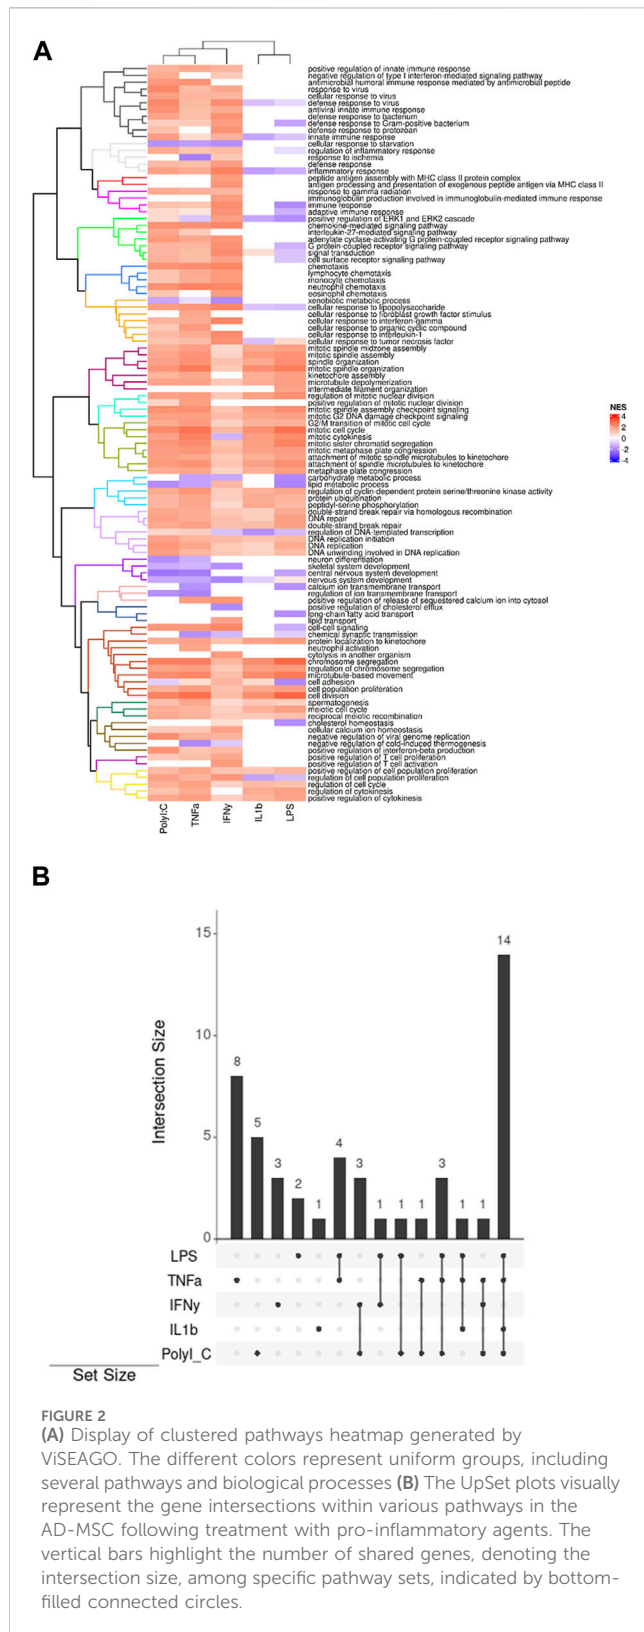 A
positive regulation of innate immune response
negative regulation of type I interferon-mediated signaling pathway
antimicrobial humoral immune response mediated by antimicrobial peptide
response to virus
cellular response to virus
defense response to virus
antiviral innate immune response
defense response to bacterium
defense response to Gram-positive bacterium
defense response to protozoan
innate immune response
cellular response to starvation
regulation of inflammatory response
response to ischemia
defense response
inflammatory response
peptide antigen assembly with MHC class II protein complex
antigen processing and presentation of exogenous peptide antigen via MHC class II
response to gamma radiation
immunoglobulin production involved in immunoglobulin-mediated immune response
immune response
adaptive immune response
positive regulation of ERK1 and ERK2 cascade
chemokine-mediated signaling pathway
interleukin-27-mediated signaling pathway
adenylate cyclase-activating G protein-coupled receptor signaling pathway
G protein-coupled receptor signaling pathway
signal transduction
cell surface receptor signaling pathway
chemotaxis
lymphocyte chemotaxis
monocyte chemotaxis
neutrophil chemotaxis
eosinophil chemotaxis
xenobiotic metabolic process
cellular response to lipopolysaccharide
cellular response to fibroblast growth factor stimulus
cellular response to interferon-gamma
cellular response to organic cyclic compound
cellular response to interleukin-1
cellular response to tumor necrosis factor
mitotic spindle midzone assembly
mitotic spindle assembly
spindle organization
mitotic spindle organization
kinetochore assembly
microtubule depolymerization
intermediate filament organization
regulation of mitotic nuclear division
positive regulation of mitotic nuclear division
mitotic spindle assembly checkpoint signaling
mitotic G2 DNA damage checkpoint signaling
G2/M transition of mitotic cell cycle
mitotic cell cycle
mitotic cytokinesis
mitotic sister chromatid segregation
mitotic metaphase plate congression
attachment of mitotic spindle microtubules to kinetochore
attachment of spindle microtubules to kinetochore
metaphase plate congression
carbohydrate metabolic process
lipid metabolic process
regulation of cyclin-dependent protein serine/threonine kinase activity
protein ubiquitination
peptidyl-serine phosphorylation
double-strand break repair via homologous recombination
DNA repair
double-strand break repair
regulation of DNA-templated transcription
DNA replication initiation
DNA replication
DNA unwinding involved in DNA replication
neuron differentiation
skeletal system development
central nervous system development
nervous system development
calcium ion transmembrane transport
regulation of ion transmembrane transport
positive regulation of release of sequestered calcium ion into cytosol
positive regulation of cholesterol efflux
long-chain fatty acid transport
lipid transport
cell-cell signaling
chemical synaptic transmission
protein localization to kinetochore
neutrophil activation
cytolysis in another organism
chromosome segregation
regulation of chromosome segregation
microtubule-based movement
cell adhesion
cell population proliferation
cell division
spermatogenesis
meiotic cell cycle
reciprocal meiotic recombination
cholesterol homeostasis
cellular calcium ion homeostasis
negative regulation of viral genome replication
negative regulation of cold-induced thermogenesis
positive regulation of interferon-beta production
positive regulation of T cell proliferation
positive regulation of T cell activation
positive regulation of cell population proliferation
regulation of cell population proliferation
regulation of cell cycle
regulation of cytokinesis
positive regulation of cytokinesis
NES
4
2
0
-2
-4
PolyI:C
TNFa
IFNy
IL1b
LPS
B
Intersection Size
15
10
5
0
8
5
3
2
1
4
3
1
1
1
3
1
1
14
LPS
TNFa
IFNy
IL1b
PolyI_C
Set Size
FIGURE 2
(A) Display of clustered pathways heatmap generated by
ViSEAGO. The different colors represent uniform groups, including
several pathways and biological processes (B) The UpSet plots visually
represent the gene intersections within various pathways in the
AD-MSC following treatment with pro-inflammatory agents. The
vertical bars highlight the number of shared genes, denoting the
intersection size, among specific pathway sets, indicated by bottom-
filled connected circles.